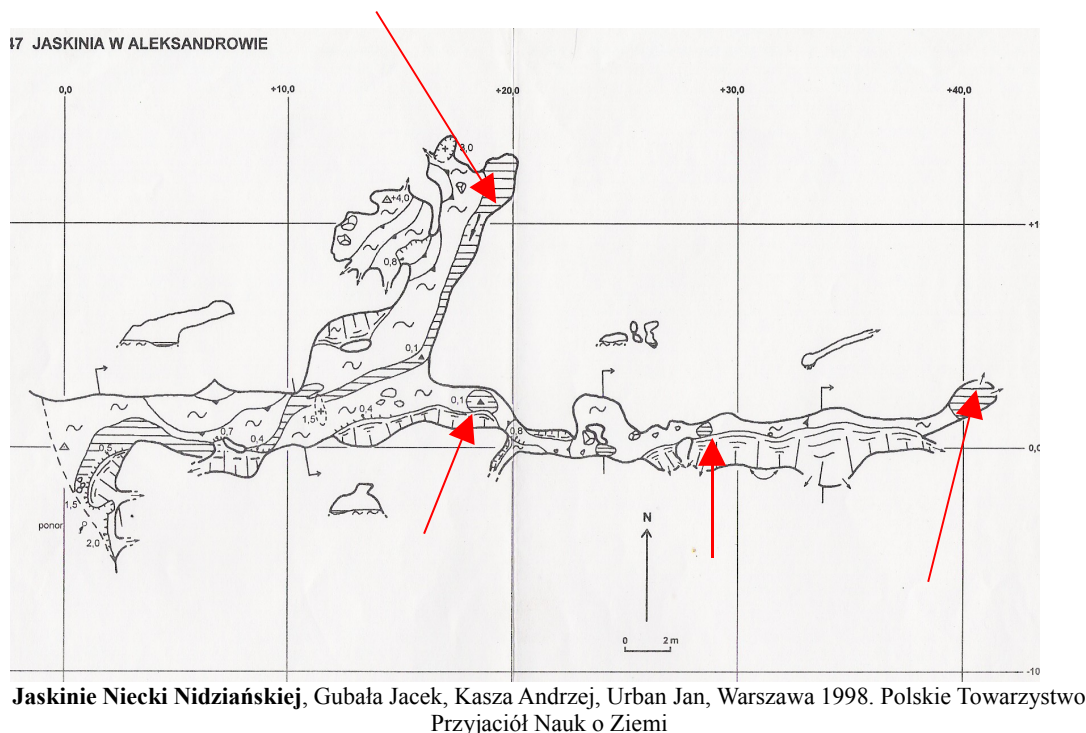 47 JASKINIA W ALEKSANDROWIE
0,0 +10,0 +20,0 +30,0 +40,0
3,0
+4,0
+1
0,8
0,1
0,1
1,5
0,4
0,7
0,4
0,8
0,0
0,5
1,5
ponor
2,0
N
0 2 m
-10
Jaskinie Niecki Nidziańskiej, Gubała Jacek, Kasza Andrzej, Urban Jan, Warszawa 1998. Polskie Towarzystwo
Przyjaciół Nauk o Ziemi